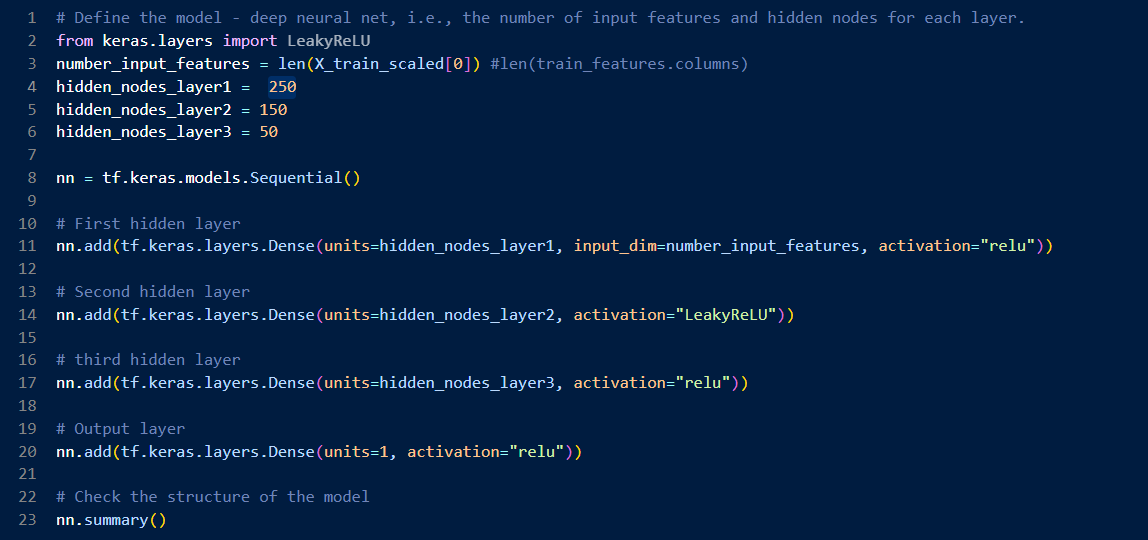 1 # Define the model - deep neural net, i.e., the number of input features and hidden nodes for each layer.
2 from keras.layers import LeakyReLU
3 number_input_features = len(X_train_scaled[0]) #len(train_features.columns)
4 hidden_nodes_layer1 =  250
5 hidden_nodes_layer2 = 150
6 hidden_nodes_layer3 = 50
7
8 nn = tf.keras.models.Sequential()
9
10 # First hidden layer
11 nn.add(tf.keras.layers.Dense(units=hidden_nodes_layer1, input_dim=number_input_features, activation="relu"))
12
13 # Second hidden layer
14 nn.add(tf.keras.layers.Dense(units=hidden_nodes_layer2, activation="LeakyReLU"))
15
16 # third hidden layer
17 nn.add(tf.keras.layers.Dense(units=hidden_nodes_layer3, activation="relu"))
18
19 # Output layer
20 nn.add(tf.keras.layers.Dense(units=1, activation="relu"))
21
22 # Check the structure of the model
23 nn.summary()